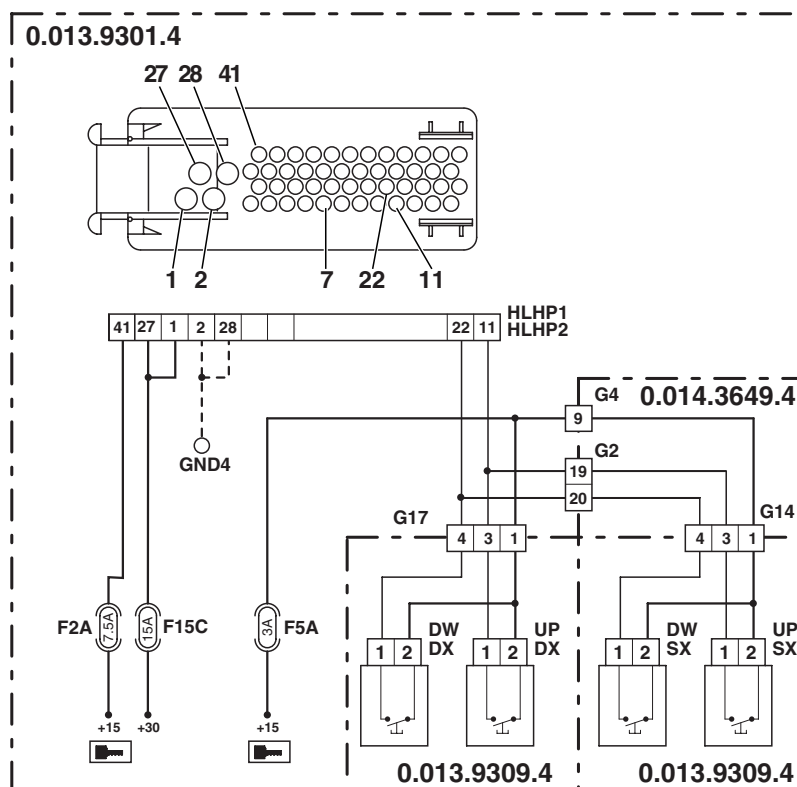 0.013.9301.4
27 28 41
1 2 7 22 11
41 27 1 2 28 22 11
HLHP1
HLHP2
0.014.3649.4
G4
9
G2
19
20
GND4
G17
4 3 1
G14
4 3 1
F2A
7.5A
15A
F15C
3A
F5A
DW
DX
1 2
UP
DX
1 2
DW
SX
1 2
UP
SX
1 2
+15
+30
+15
0.013.9309.4
0.013.9309.4